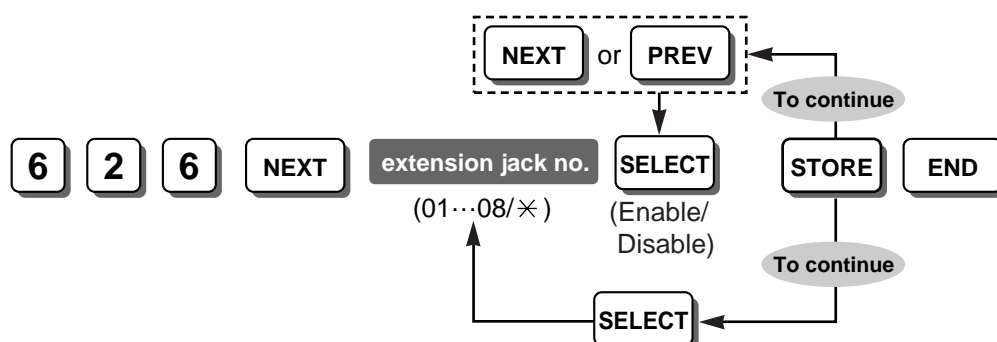 NEXT or PREV
To continue
6 2 6 NEXT extension jack no. SELECT STORE END
(01···08/✳)
(Enable/
Disable)
To continue
SELECT